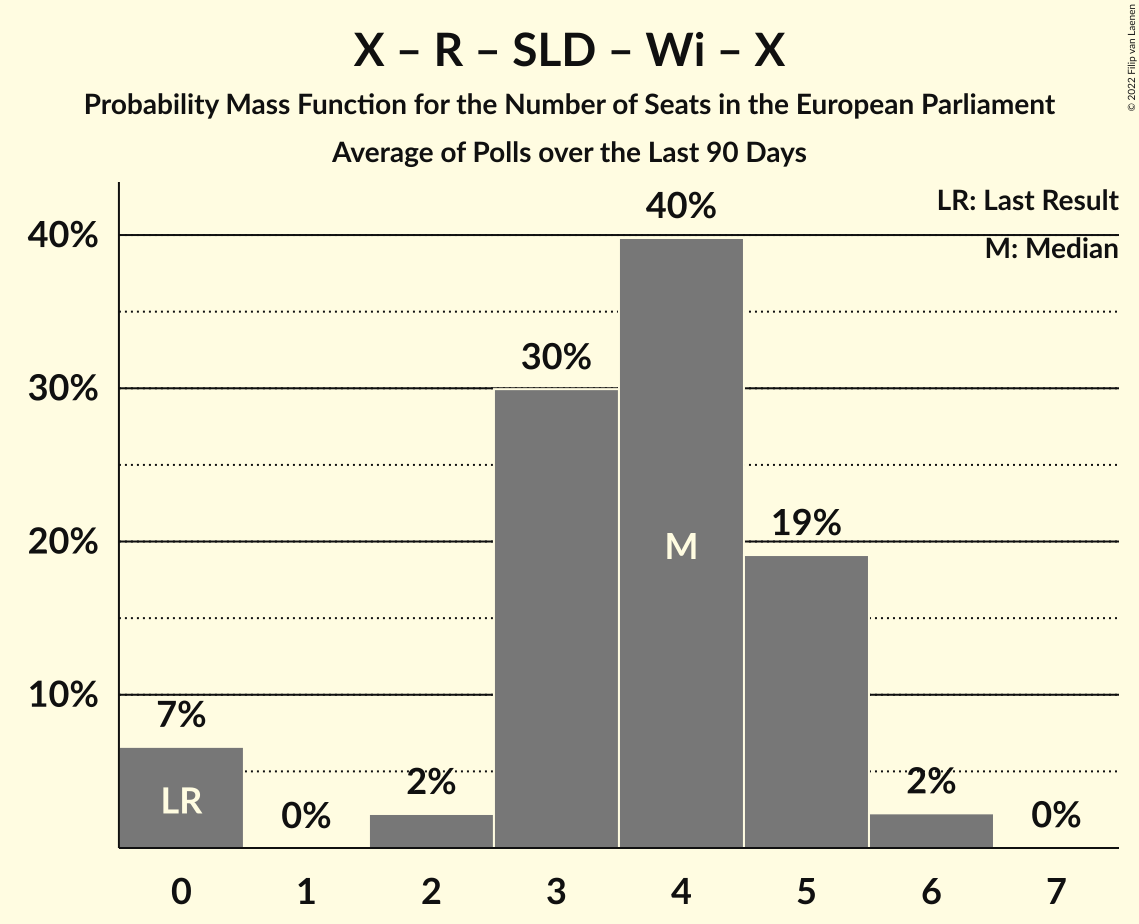 X – R – SLD – Wi – X
Probability Mass Function for the Number of Seats in the European Parliament
Average of Polls over the Last 90 Days
© 2022 Filip van Laenen
LR: Last Result
M: Median
40%
30%
20%
10%
7%
0%
2%
30%
40%
19%
2%
0%
LR
M
0 1 2 3 4 5 6 7